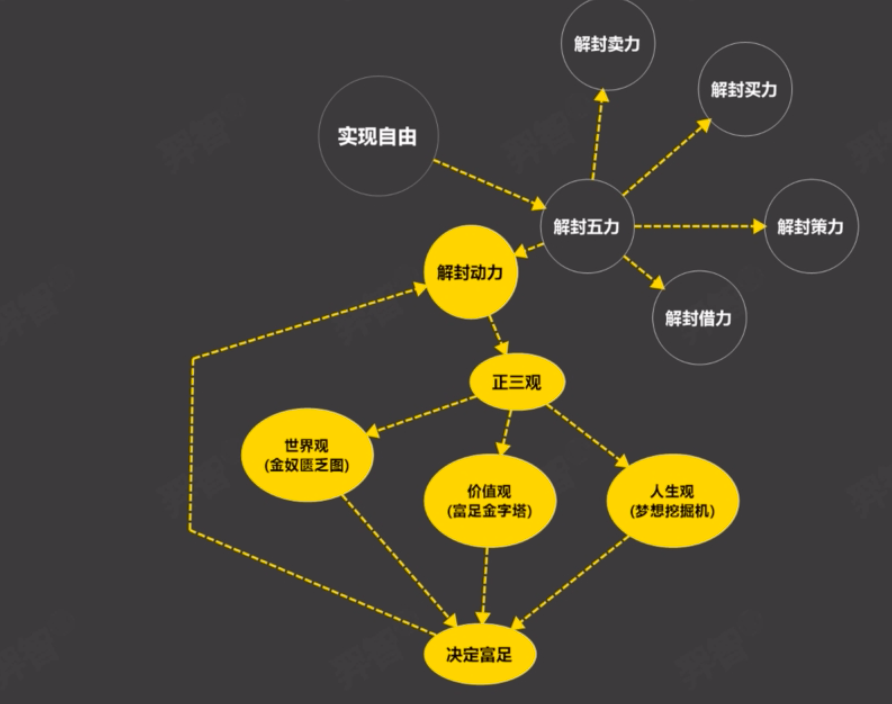 解封卖力
解封买力
实现自由
解封五力
解封策力
解封动力
解封借力
正三观
世界观
(金奴匮乏图)
价值观
(富足金字塔)
人生观
(梦想挖掘机)
决定富足